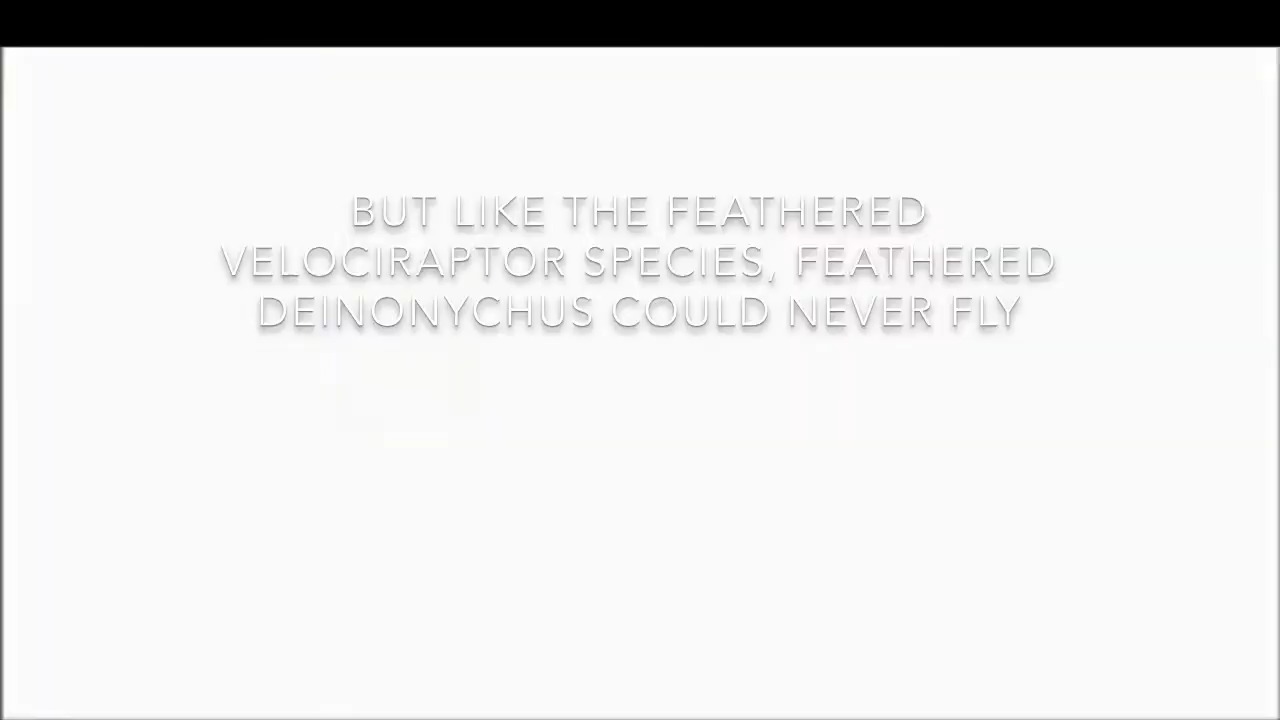 BUT LIKE THE FEATHERED
VELOCIRAPTOR SPECIES, FEATHERED
DEINONYCHUS COULD NEVER FLY